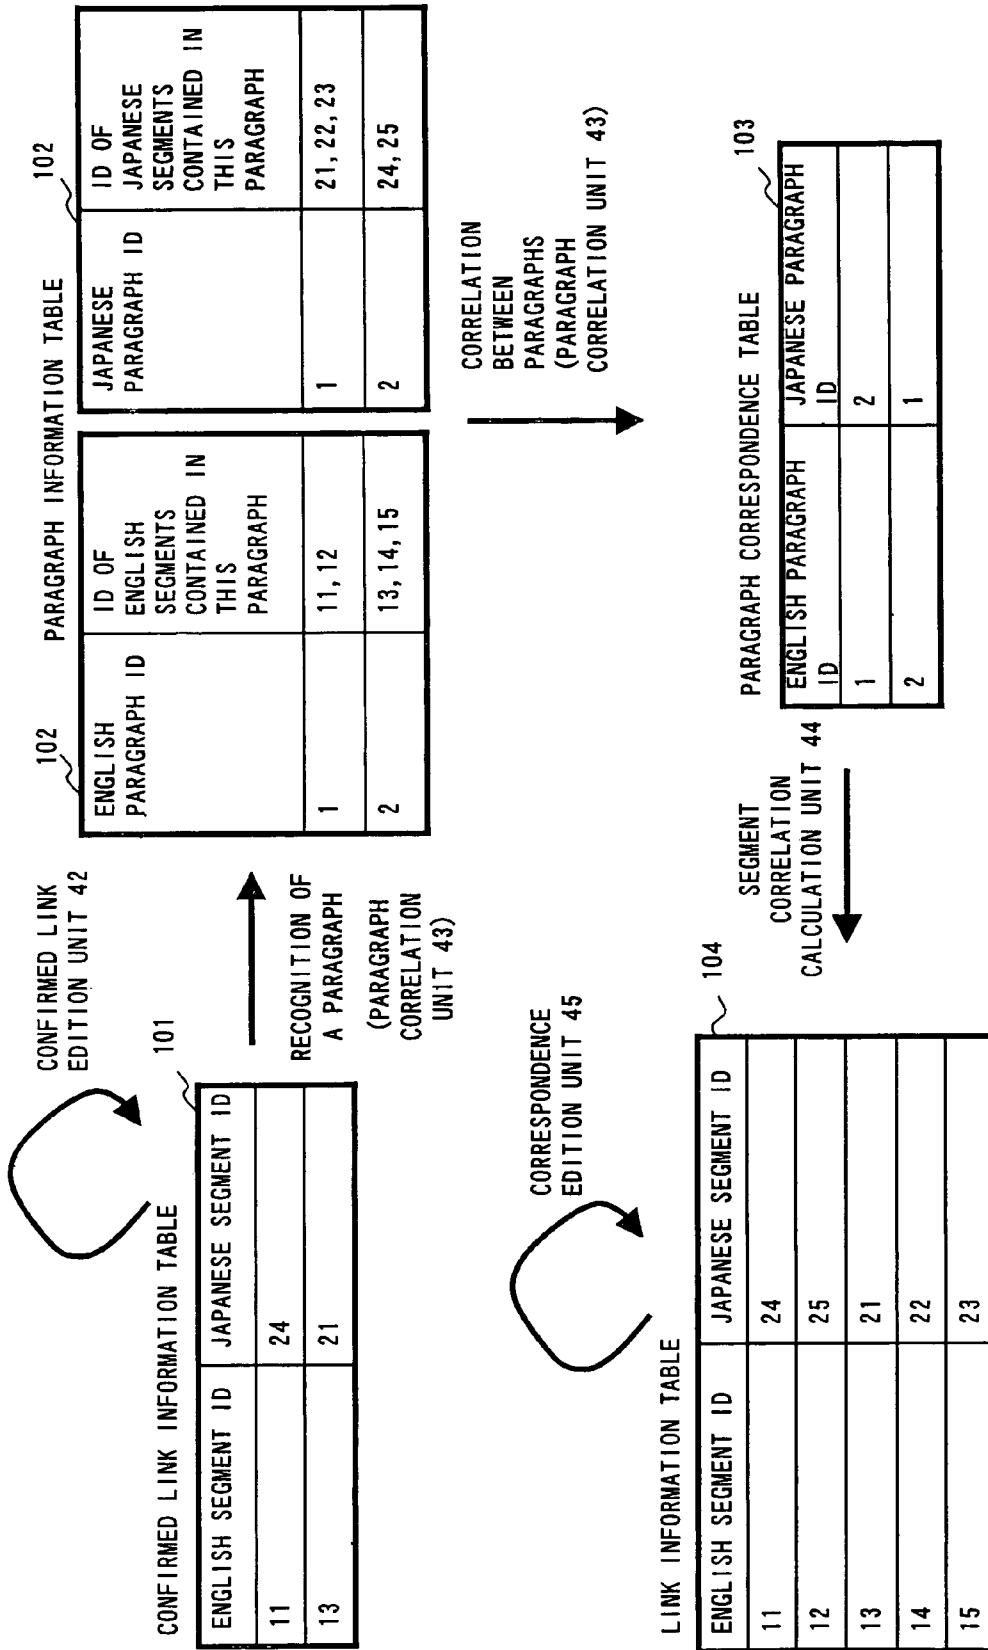 CONFIRMED LINK
EDITION UNIT 42
CONFIRMED LINK INFORMATION TABLE
101
ENGLISH SEGMENT ID JAPANESE SEGMENT ID
11 24
13 21
RECOGNITION OF
A PARAGRAPH
(PARAGRAPH
CORRELATION
UNIT 43)
PARAGRAPH INFORMATION TABLE
102
ENGLISH
PARAGRAPH ID
ID OF
ENGLISH
SEGMENTS
CONTAINED IN
THIS
PARAGRAPH
1 11,12
2 13,14,15
102
JAPANESE
PARAGRAPH ID
ID OF
JAPANESE
SEGMENTS
CONTAINED IN
THIS
PARAGRAPH
1 21,22,23
2 24,25
CORRELATION
BETWEEN
PARAGRAPHS
(PARAGRAPH
CORRELATION UNIT 43)
PARAGRAPH CORRESPONDENCE TABLE
103
ENGLISH PARAGRAPH
ID
JAPANESE PARAGRAPH
ID
1 2
2 1
SEGMENT
CORRELATION
CALCULATION UNIT 44
CORRESPONDENCE
EDITION UNIT 45
LINK INFORMATION TABLE
104
ENGLISH SEGMENT ID JAPANESE SEGMENT ID
11 24
12 25
13 21
14 22
15 23